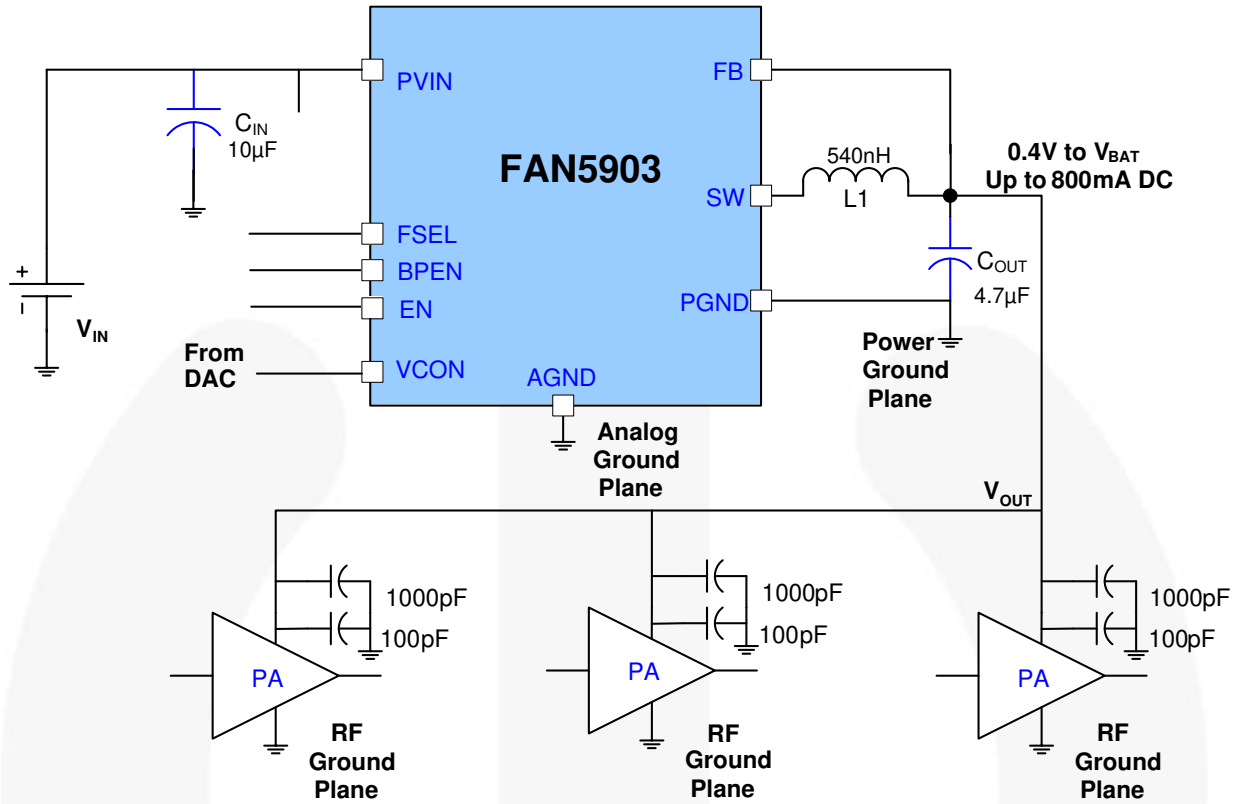 PVIN
FB
C_IN
10µF
FAN5903
540nH
0.4V to V_BAT
Up to 800mA DC
SW
L1
FSEL
BPEN
C_OUT
4.7µF
+
EN
PGND
–
V_IN
Power
Ground
Plane
From
DAC
VCON
AGND
Analog
Ground
Plane
V_OUT
1000pF
100pF
PA
RF
Ground
Plane
1000pF
100pF
PA
RF
Ground
Plane
1000pF
100pF
PA
RF
Ground
Plane